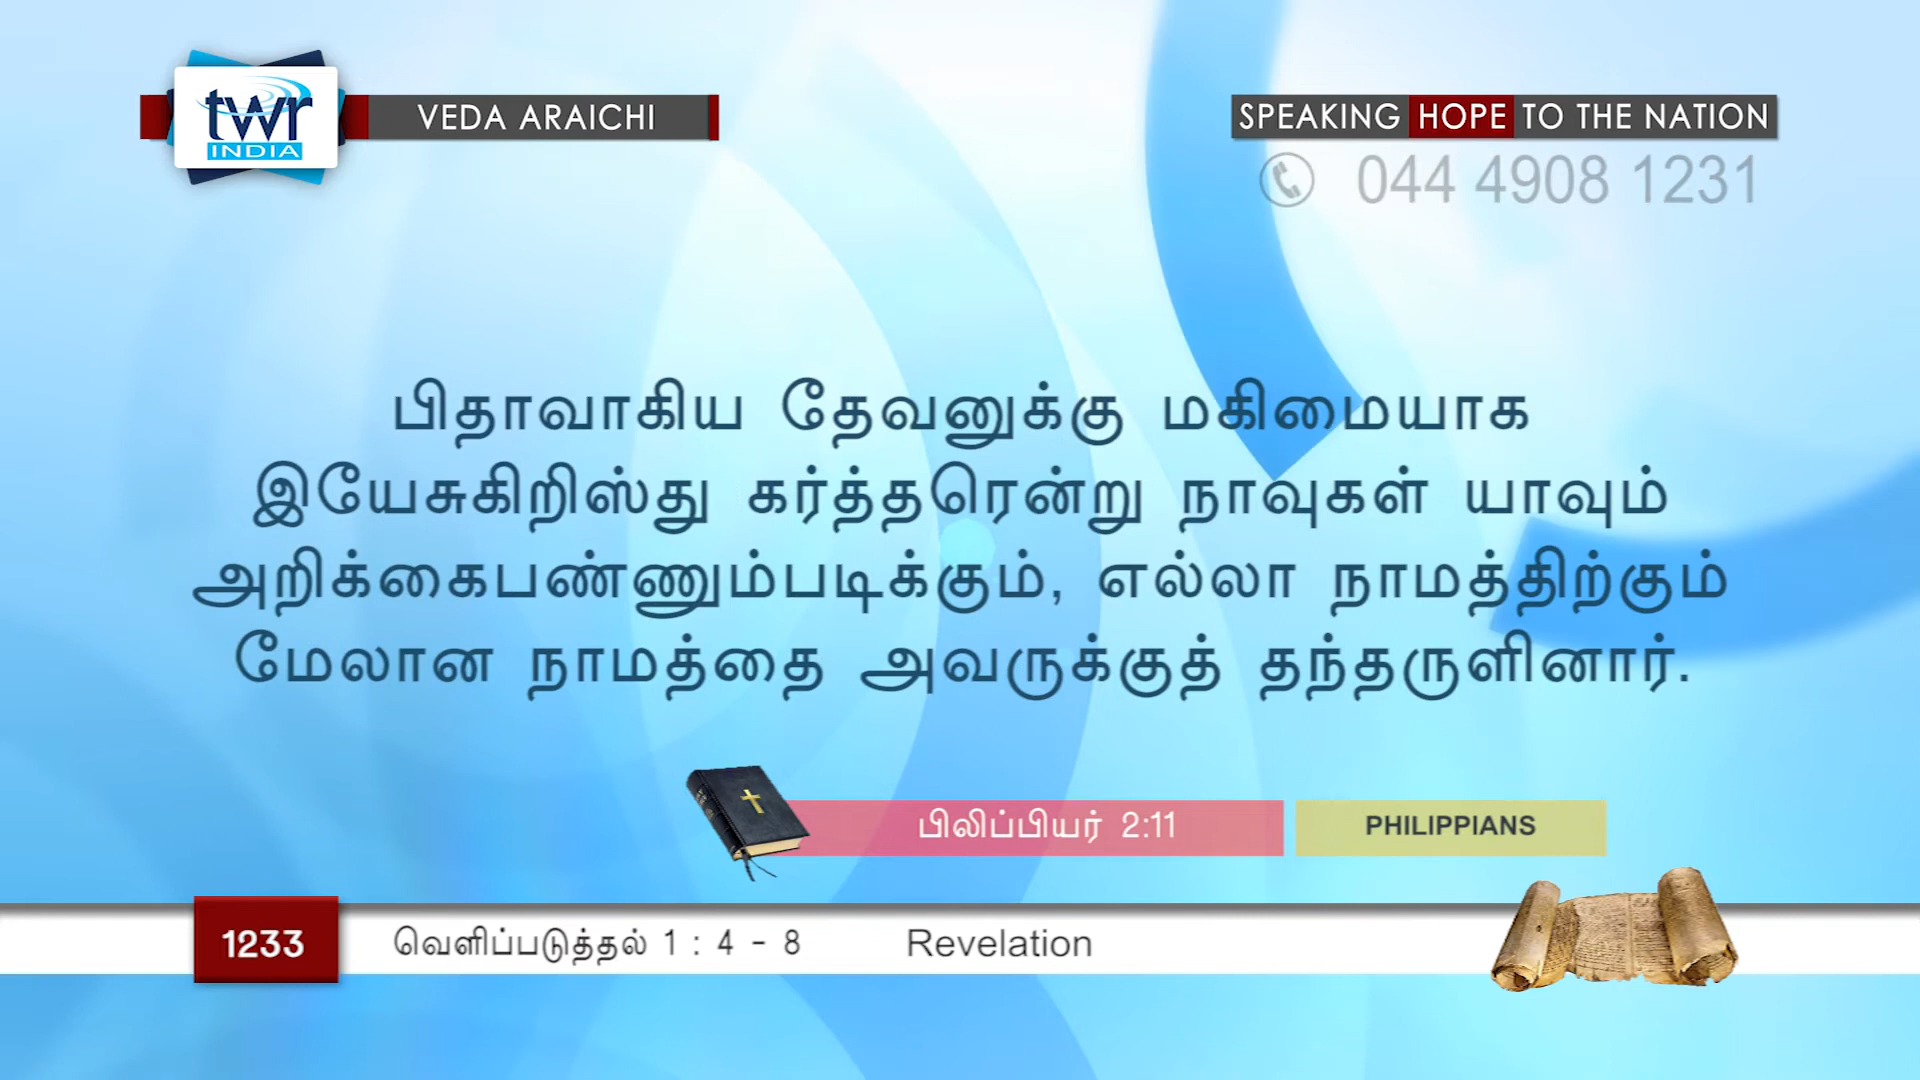 twr
INDIA
VEDA ARAICHI
SPEAKING HOPE TO THE NATION
044 4908 1231
பிதாவாகிய தேவனுக்கு மகிமையாக
இயேசுகிறிஸ்து கர்த்தரென்று நாவுகள் யாவும்
அறிக்கைபண்ணும்படிக்கும், எல்லா நாமத்திற்கும்
மேலான நாமத்தை அவருக்குத் தந்தருளினார்.
பிலிப்பியர் 2:11
PHILIPPIANS
1233
வெளிப்படுத்தல் 1 : 4 - 8
Revelation